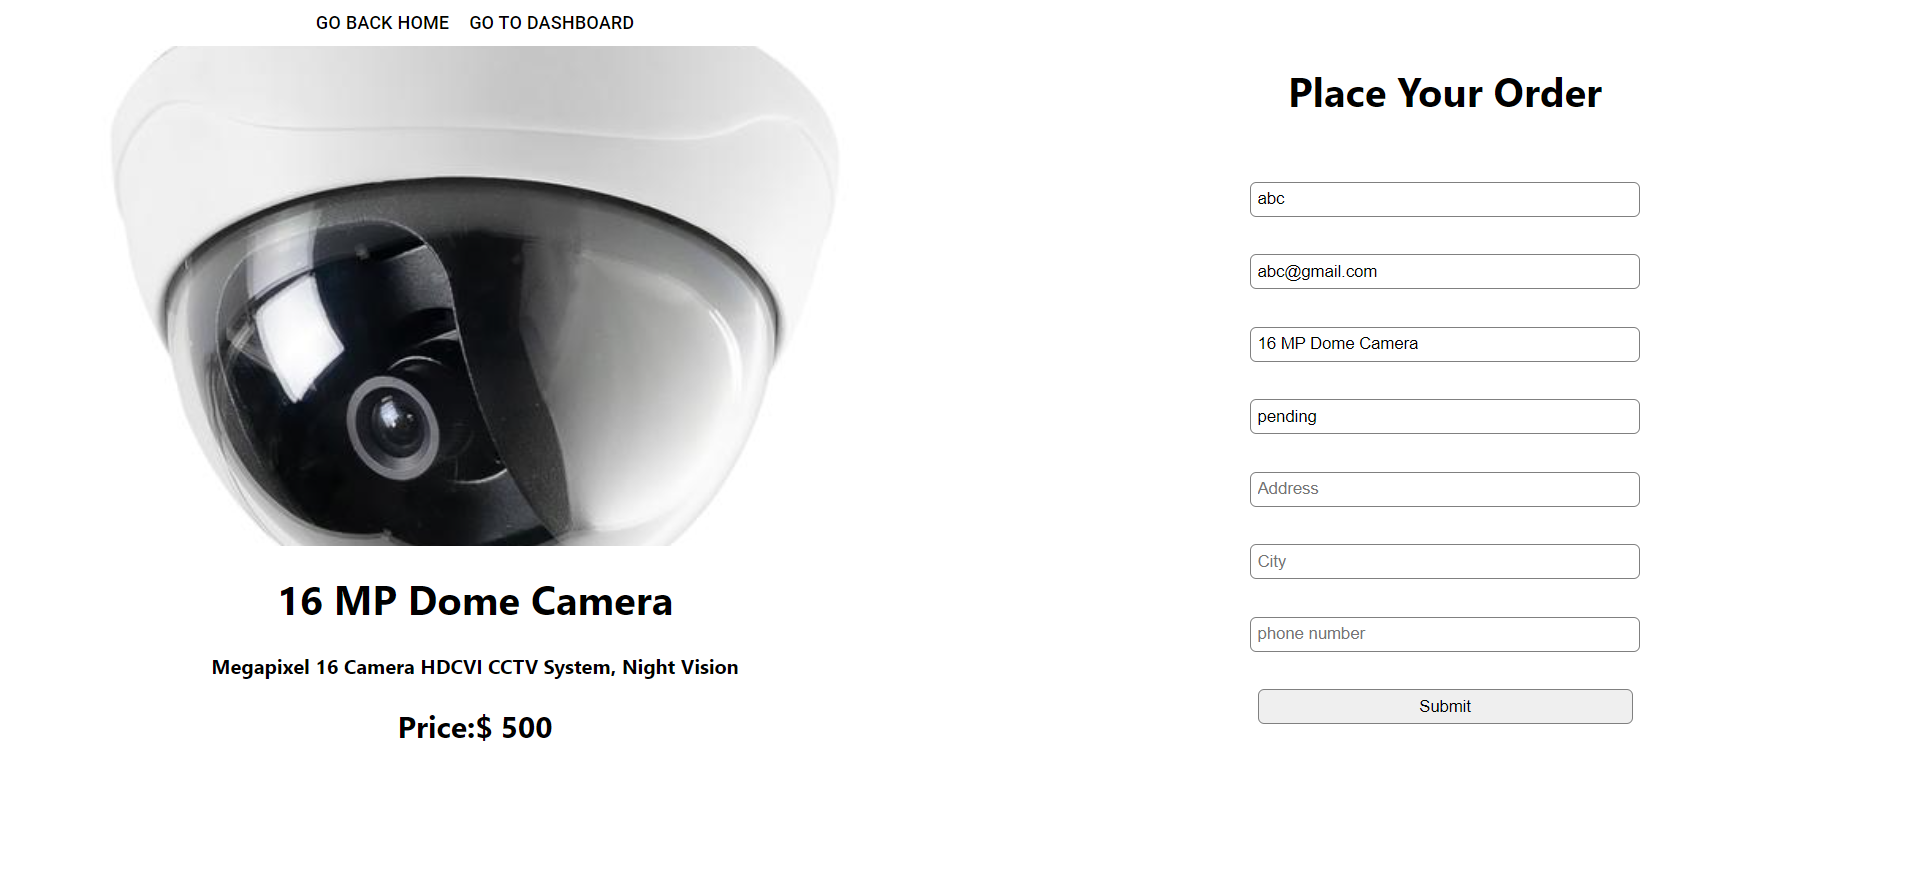 GO BACK HOME GO TO DASHBOARD
16 MP Dome Camera
Megapixel 16 Camera HDCVI CCTV System, Night Vision
Price:$ 500
Place Your Order
abc
abc@gmail.com
16 MP Dome Camera
pending
Address
City
phone number
Submit